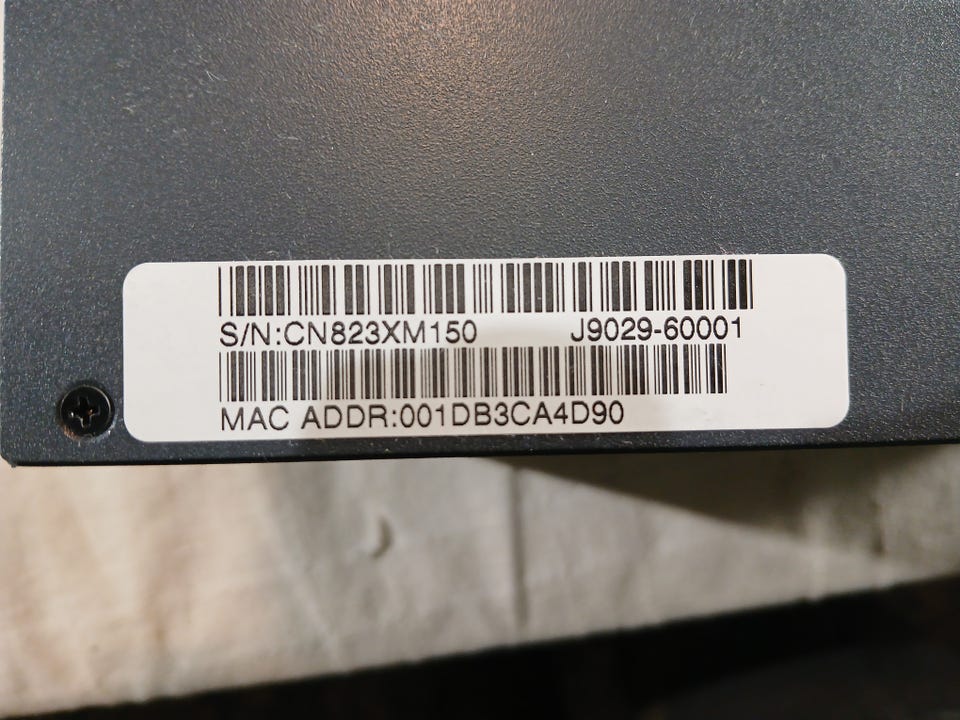 S/N:CN823XM150 J9029-60001
MAC ADDR:001DB3CA4D90